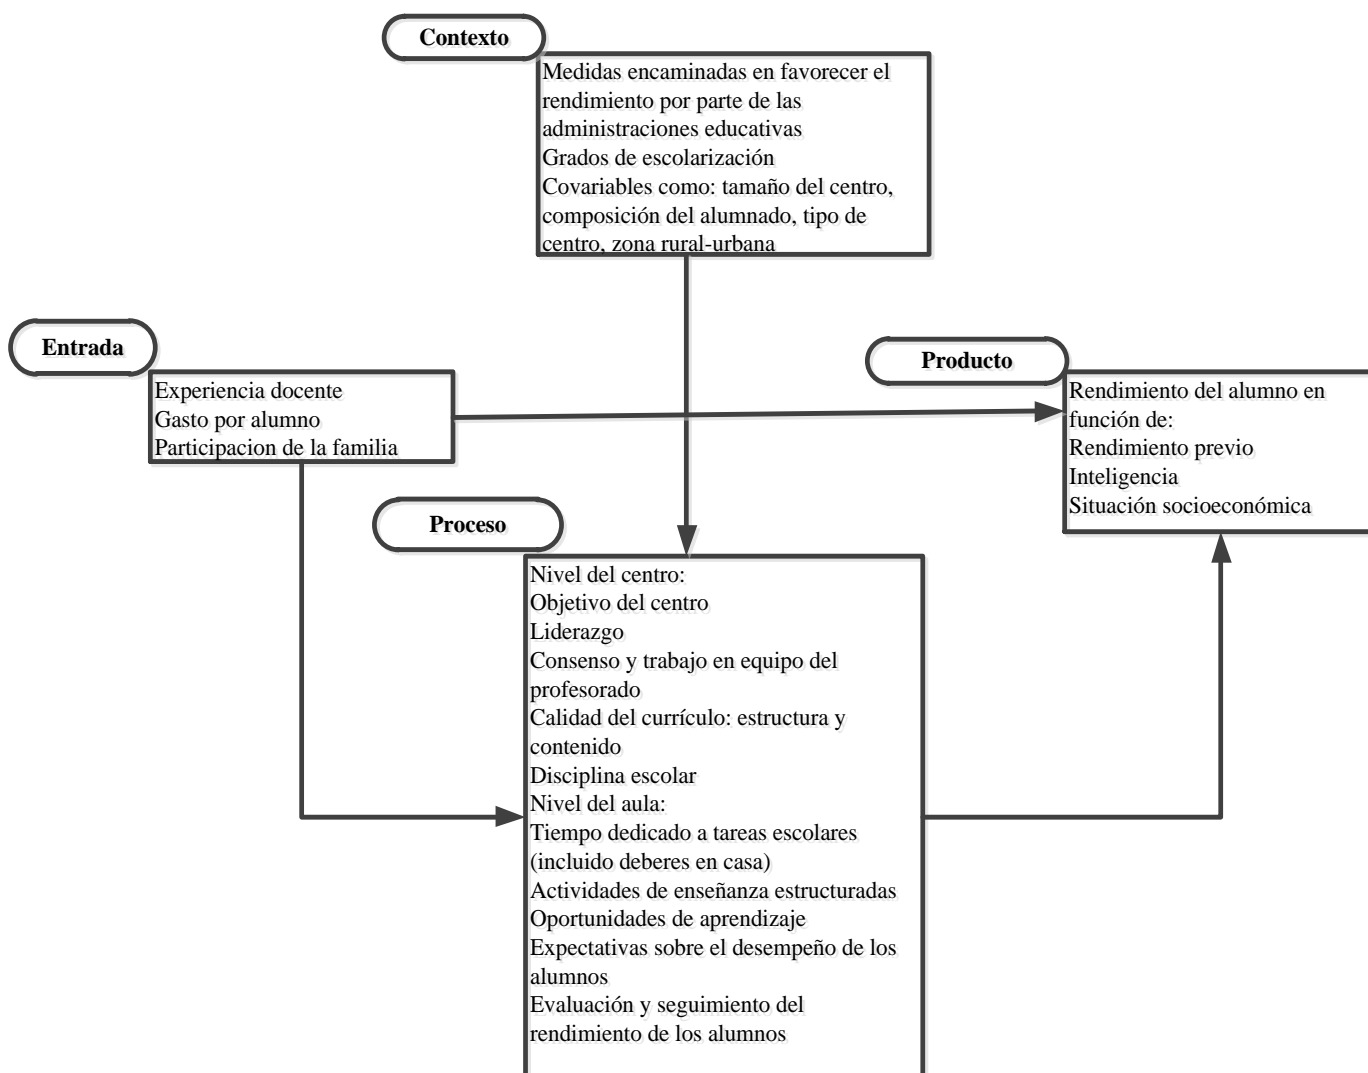 Contexto
Medidas encaminadas en favorecer el
rendimiento por parte de las
administraciones educativas
Grados de escolarización
Covariables como: tamaño del centro,
composición del alumnado, tipo de
centro, zona rural-urbana
Entrada
Experiencia docente
Gasto por alumno
Participacion de la familia
Producto
Rendimiento del alumno en
función de:
Rendimiento previo
Inteligencia
Situación socioeconómica
Proceso
Nivel del centro:
Objetivo del centro
Liderazgo
Consenso y trabajo en equipo del
profesorado
Calidad del currículo: estructura y
contenido
Disciplina escolar
Nivel del aula:
Tiempo dedicado a tareas escolares
(incluido deberes en casa)
Actividades de enseñanza estructuradas
Oportunidades de aprendizaje
Expectativas sobre el desempeño de los
alumnos
Evaluación y seguimiento del
rendimiento de los alumnos